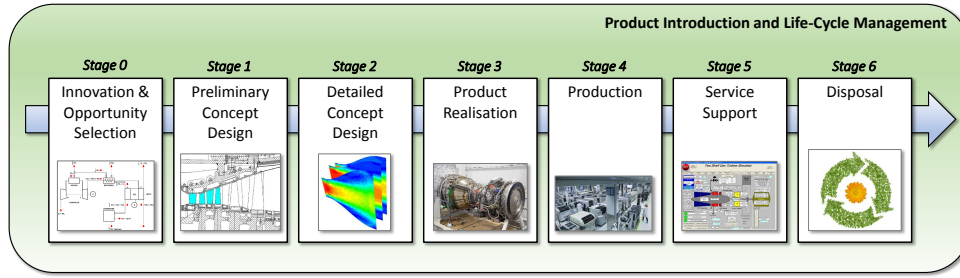 Product Introduction and Life-Cycle Management
Stage 0
Innovation &
Opportunity
Selection
Stage 1
Preliminary
Concept
Design
Stage 2
Detailed
Concept
Design
Stage 3
Product
Realisation
Stage 4
Production
Stage 5
Service
Support
Stage 6
Disposal